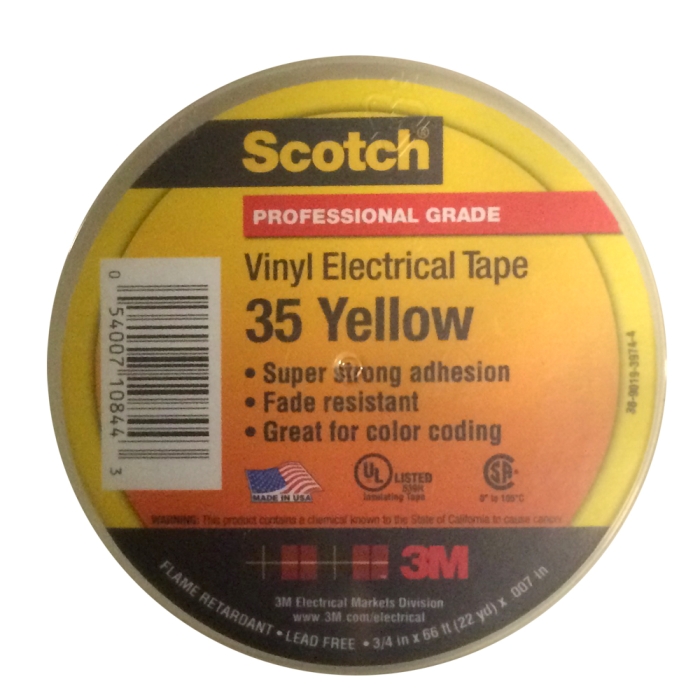 Scotch®
PROFESSIONAL GRADE
Vinyl Electrical Tape
35 Yellow
• Super strong adhesion
• Fade resistant
• Great for color coding
0 54007 10844 3
MADE IN USA
UL LISTED
539H
Insulating Tape
SA
0° to 105°C
WARNING: This product contains a chemical known to the State of California to cause cancer
3M
3M Electrical Markets Division
www.3M.com/electrical
FLAME RETARDANT • LEAD FREE • 3/4 in x 66 ft (22 yd) x .007 in